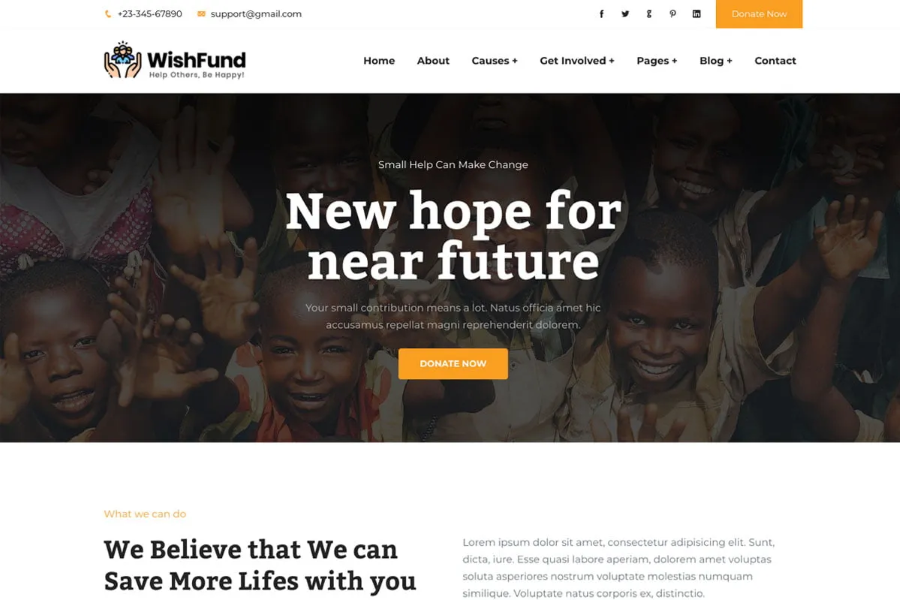 +23-345-67890 support@gmail.com Donate Now
WishFund
Help Others, Be Happy!
Home About Causes + Get Involved + Pages + Blog + Contact
Small Help Can Make Change
New hope for
near future
Your small contribution means a lot. Natus officia amet hic
accusamus repellat magni reprehenderit dolorem.
DONATE NOW
What we can do
We Believe that We can
Save More Lifes with you
Lorem ipsum dolor sit amet, consectetur adipisicing elit. Sunt,
dicta, iure. Esse quasi labore aperiam, dolorem amet voluptas
soluta asperiores nostrum voluptate molestias numquam
similique. Voluptate natus corporis ex, distinctio.